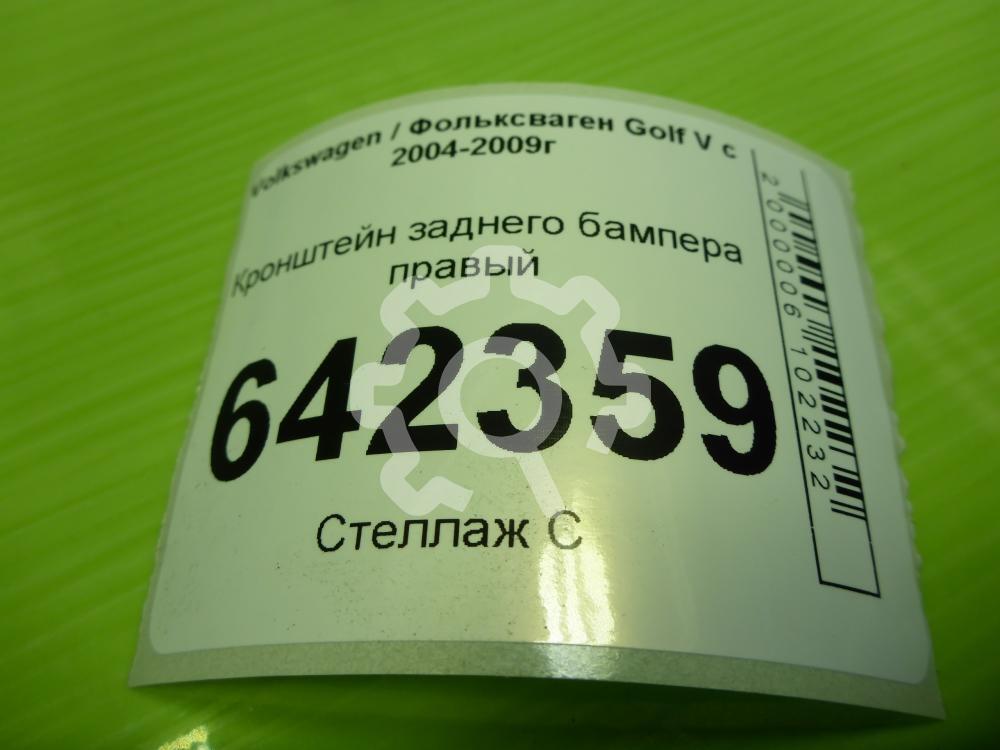 Volkswagen / Фольксваген Golf V с
2004-2009г
Кронштейн заднего бампера
правый
642359
Стеллаж С
2000006102232